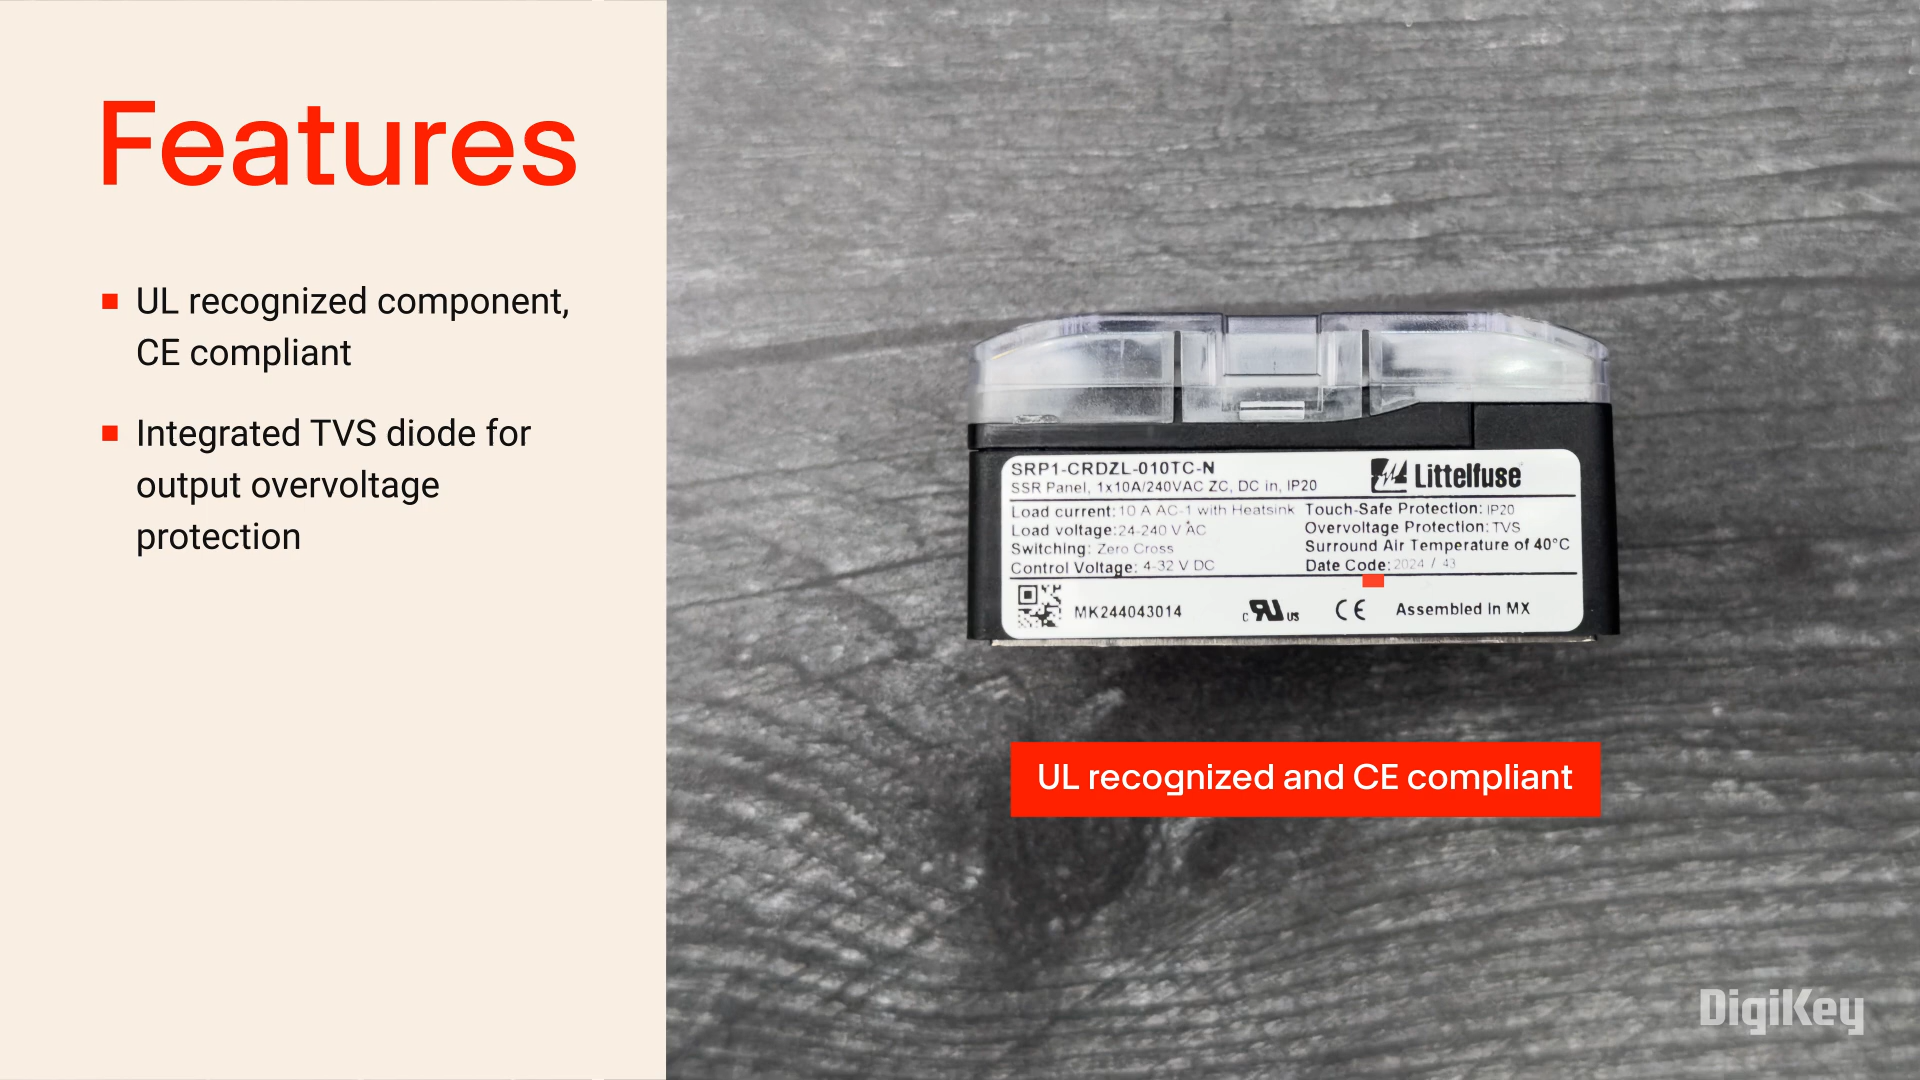 Features
UL recognized component,
CE compliant
Integrated TVS diode for
output overvoltage
protection
SRP1-CRDZL-010TC-N
SSR Panel, 1x10A/240VAC ZC, DC in, IP20
Littelfuse
Load current: 10 A AC-1 with Heatsink
Load voltage: 24-240 V AC
Switching: Zero Cross
Control Voltage: 4-32 V DC
Touch-Safe Protection: IP20
Overvoltage Protection: TVS
Surround Air Temperature of 40°C
Date Code: 2024 / 43
MK244043014
c RU US
CE
Assembled in MX
UL recognized and CE compliant
DigiKey